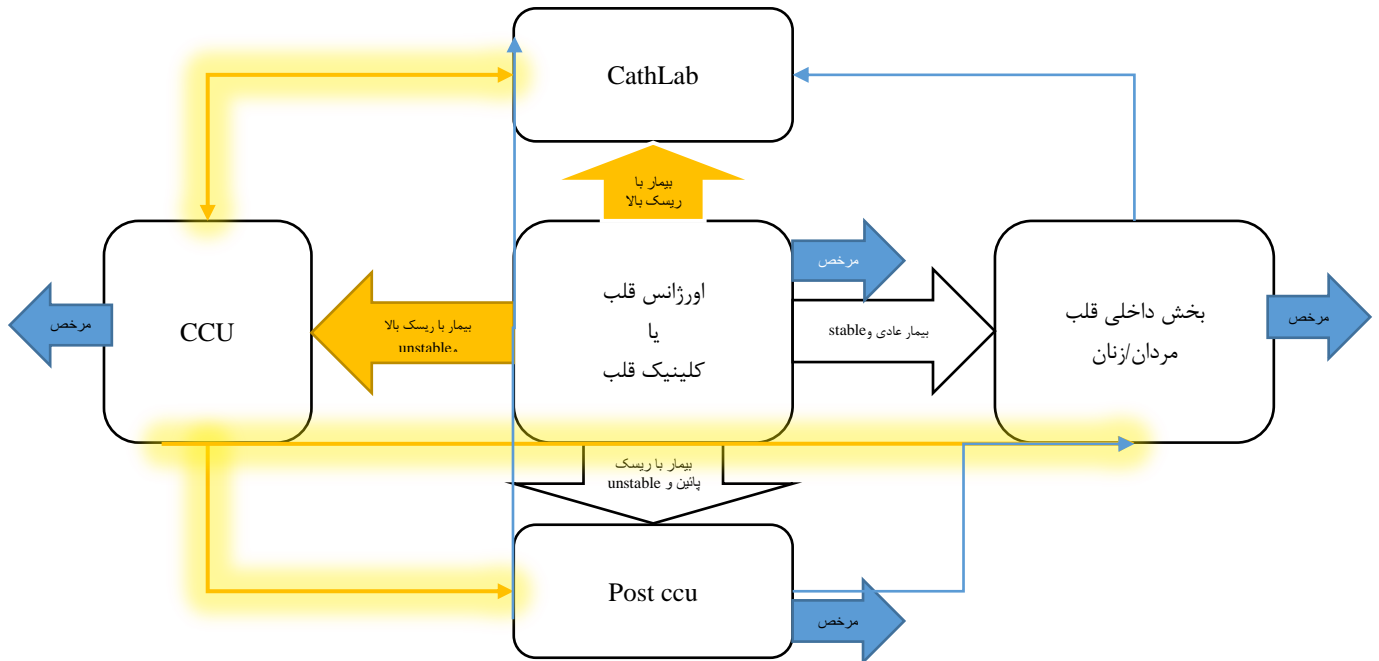 CathLab
بیمار با
ریسک بالا
مرخص
CCU
بیمار با ریسک بالا
وunstable
اورژانس قلب
یا
کلینیک قلب
مرخص
بیمار عادی وstable
بخش داخلی قلب
مردان/زنان
مرخص
بیمار با ریسک
پائین و unstable
Post ccu
مرخص